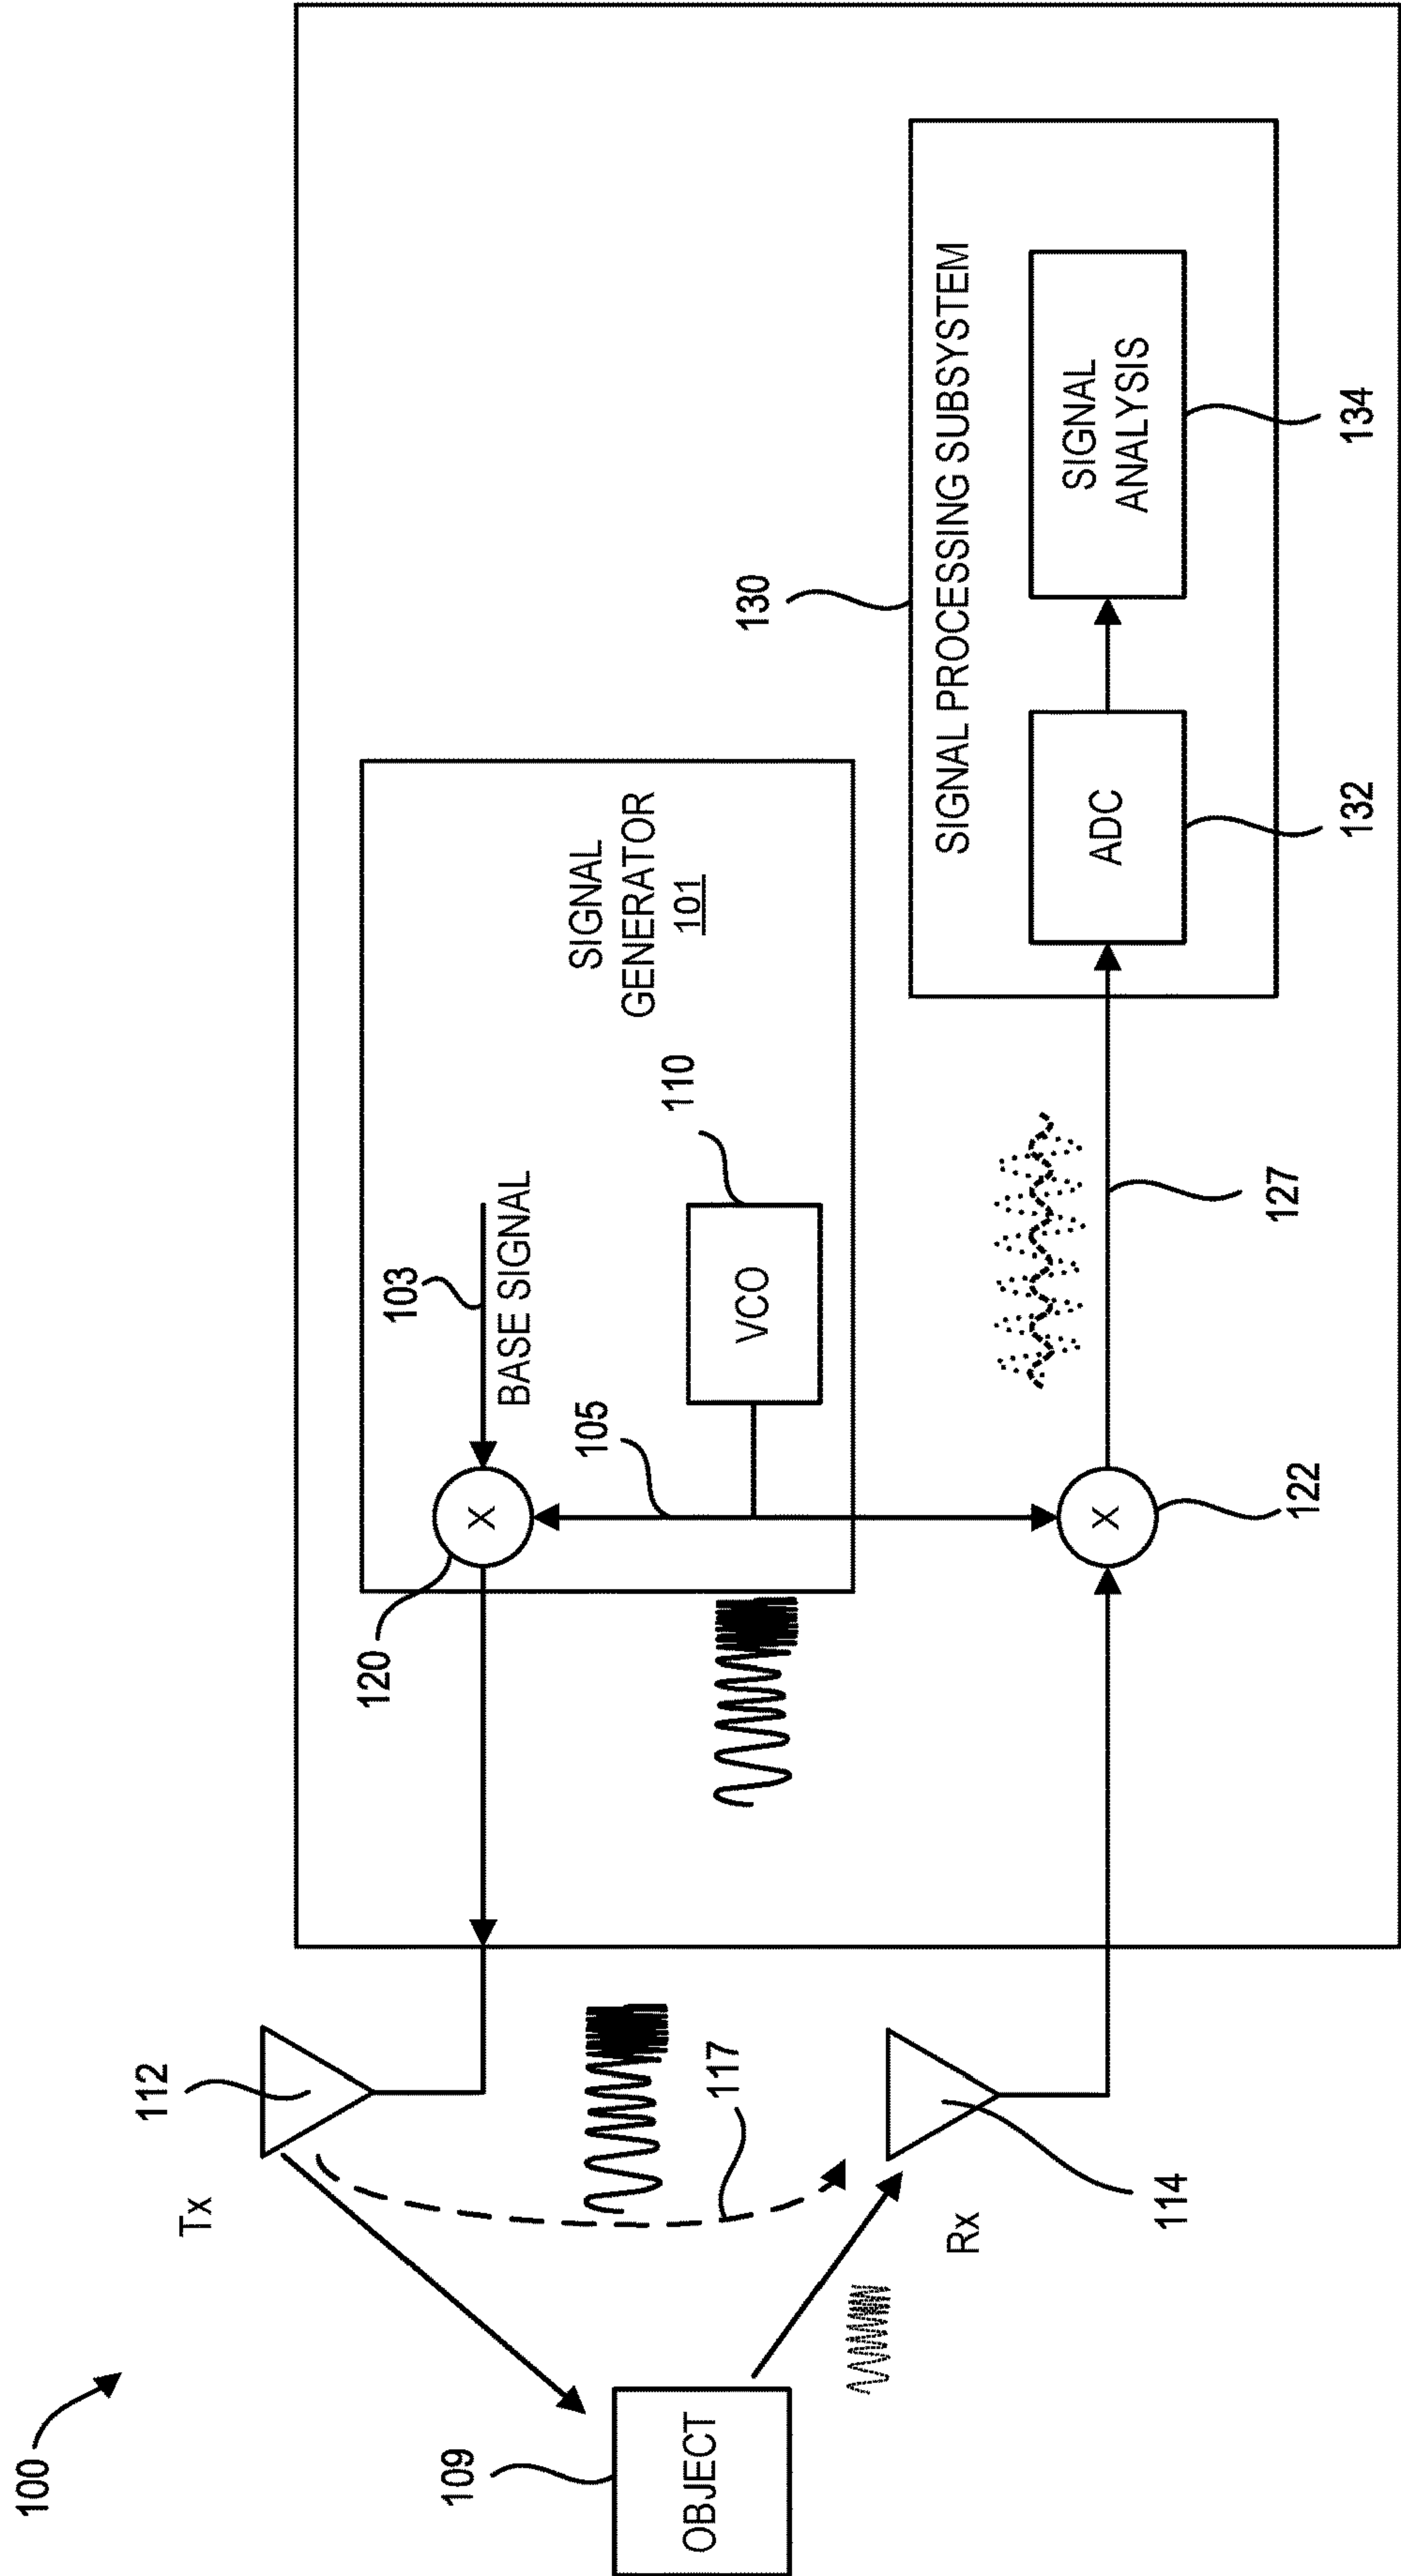 100
112
Tx
120
103
109
X
BASE SIGNAL
105
SIGNAL
GENERATOR
101
110
OBJECT
117
VCO
130
Rx
SIGNAL PROCESSING SUBSYSTEM
X
ADC
SIGNAL
ANALYSIS
114
122
127
132
134